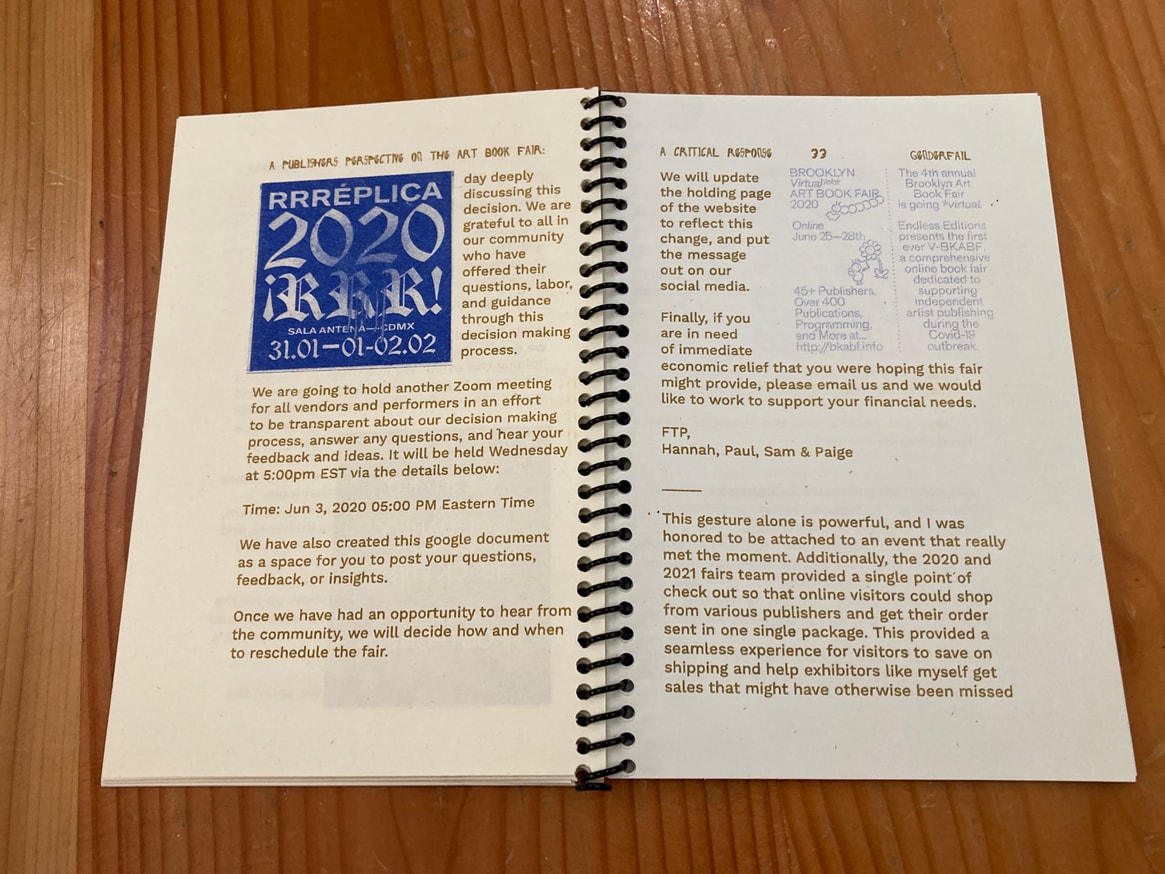 A PUBLISHERS PERSPECTIVE ON THE ART BOOK FAIR:
RRRÉPLICA
2020
¡RRR!
SALA ANTENA—CDMX
31.01—01-02.02
day deeply
discussing this
decision. We are
grateful to all in
our community
who have
offered their
questions, labor,
and guidance
through this
decision making
process.
We are going to hold another Zoom meeting
for all vendors and performers in an effort
to be transparent about our decision making
process, answer any questions, and hear your
feedback and ideas. It will be held Wednesday
at 5:00pm EST via the details below:
Time: Jun 3, 2020 05:00 PM Eastern Time
We have also created this google document
as a space for you to post your questions,
feedback, or insights.
Once we have had an opportunity to hear from
the community, we will decide how and when
to reschedule the fair.
A CRITICAL RESPONSE 33 GENDERFAIL
We will update
the holding page
of the website
to reflect this
change, and put
the message
out on our
social media.
Finally, if you
are in need
of immediate
economic relief that you were hoping this fair
might provide, please email us and we would
like to work to support your financial needs.
FTP,
Hannah, Paul, Sam & Paige
BROOKLYN
Virtual
ART BOOK FAIR
2020
Online
June 25—28th
45+ Publishers,
Over 400
Publications,
Programming,
and More at...
http://bkabf.info
The 4th annual
Brooklyn Art
Book Fair
is going *virtual.
Endless Editions
presents the first
ever V-BKABF,
a comprehensive
online book fair
dedicated to
supporting
independent
artist publishing
during the
Covid-19
outbreak.
This gesture alone is powerful, and I was
honored to be attached to an event that really
met the moment. Additionally, the 2020 and
2021 fairs team provided a single point of
check out so that online visitors could shop
from various publishers and get their order
sent in one single package. This provided a
seamless experience for visitors to save on
shipping and help exhibitors like myself get
sales that might have otherwise been missed